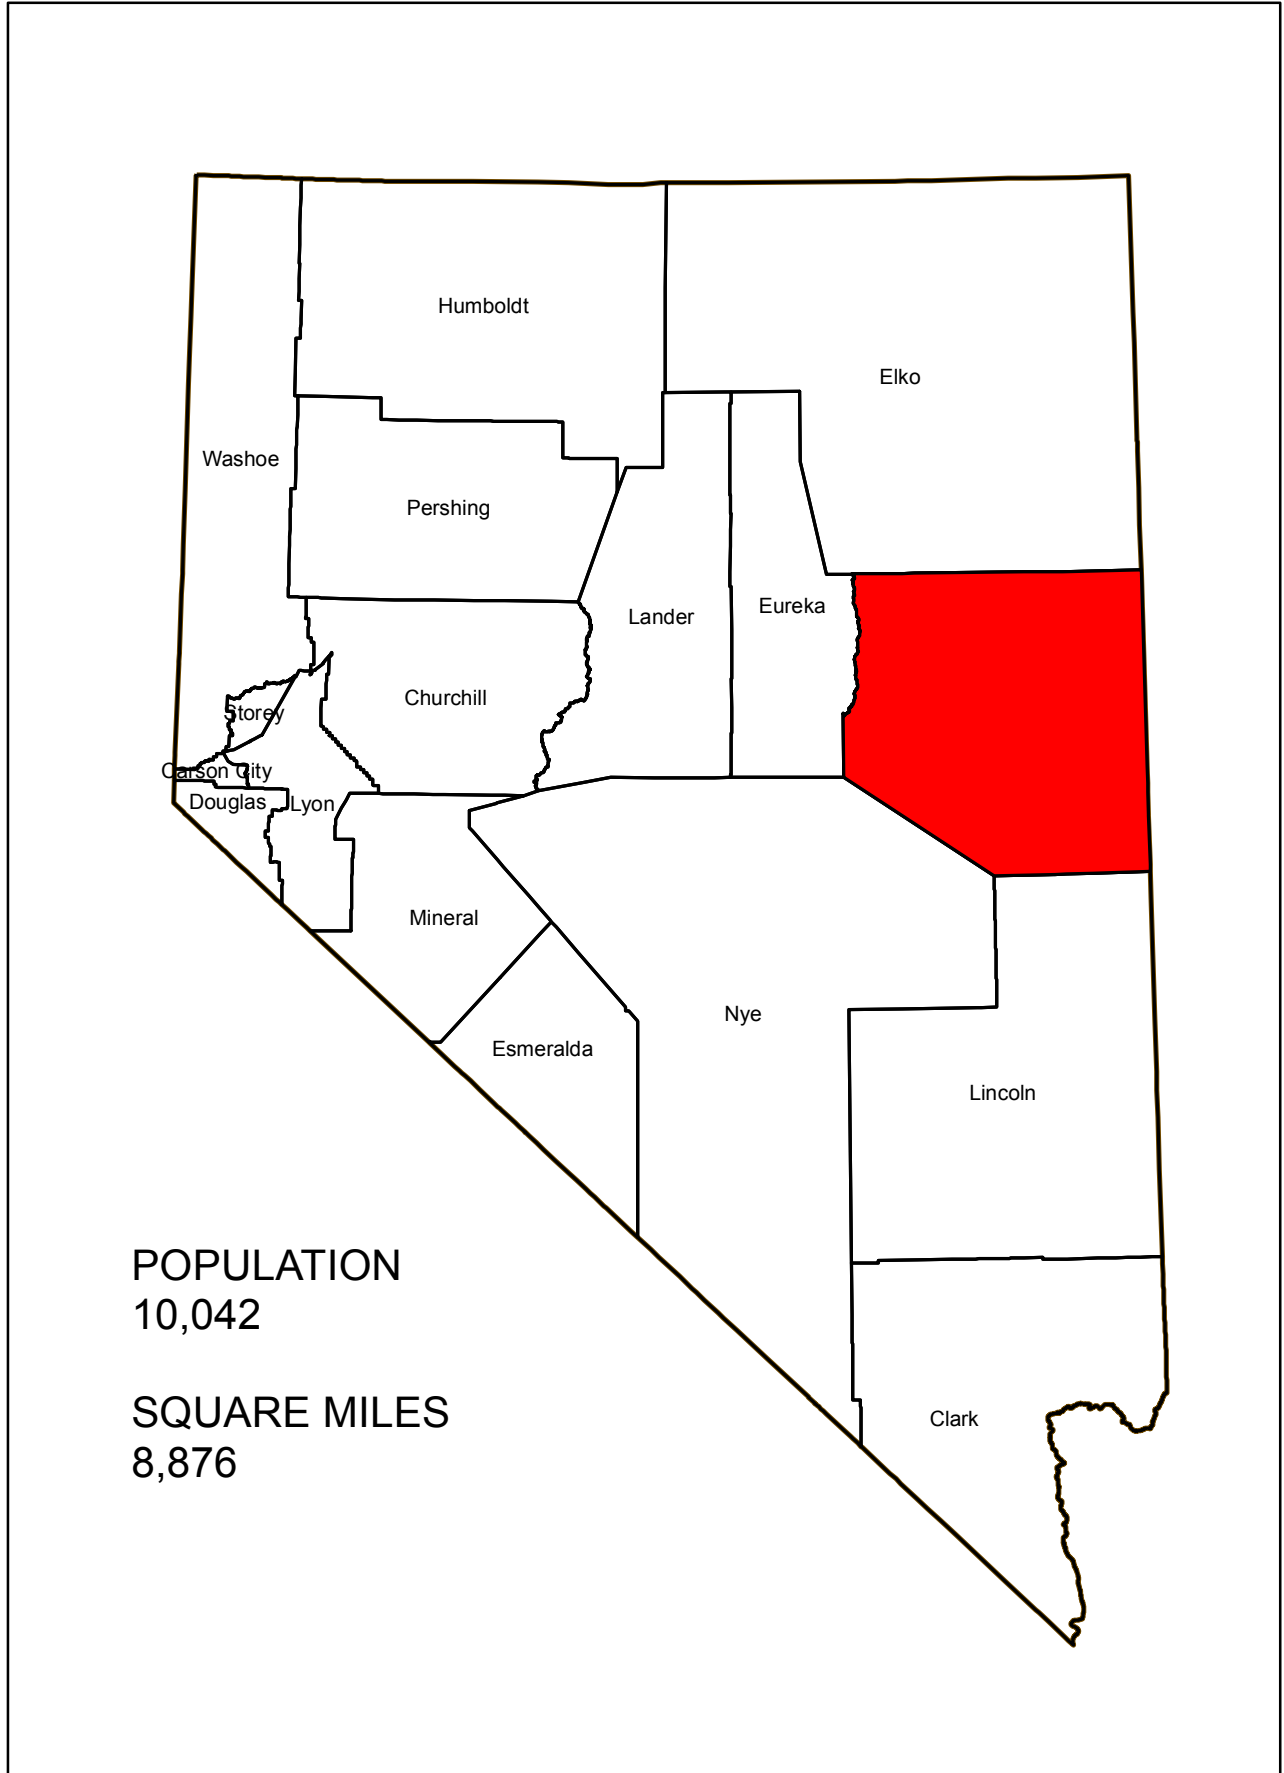 Humboldt
Elko
Washoe
Pershing
Eureka
Lander
Churchill
Storey
Carson City
Douglas
Lyon
Mineral
Nye
Esmeralda
Lincoln
POPULATION
10,042
SQUARE MILES
8,876
Clark